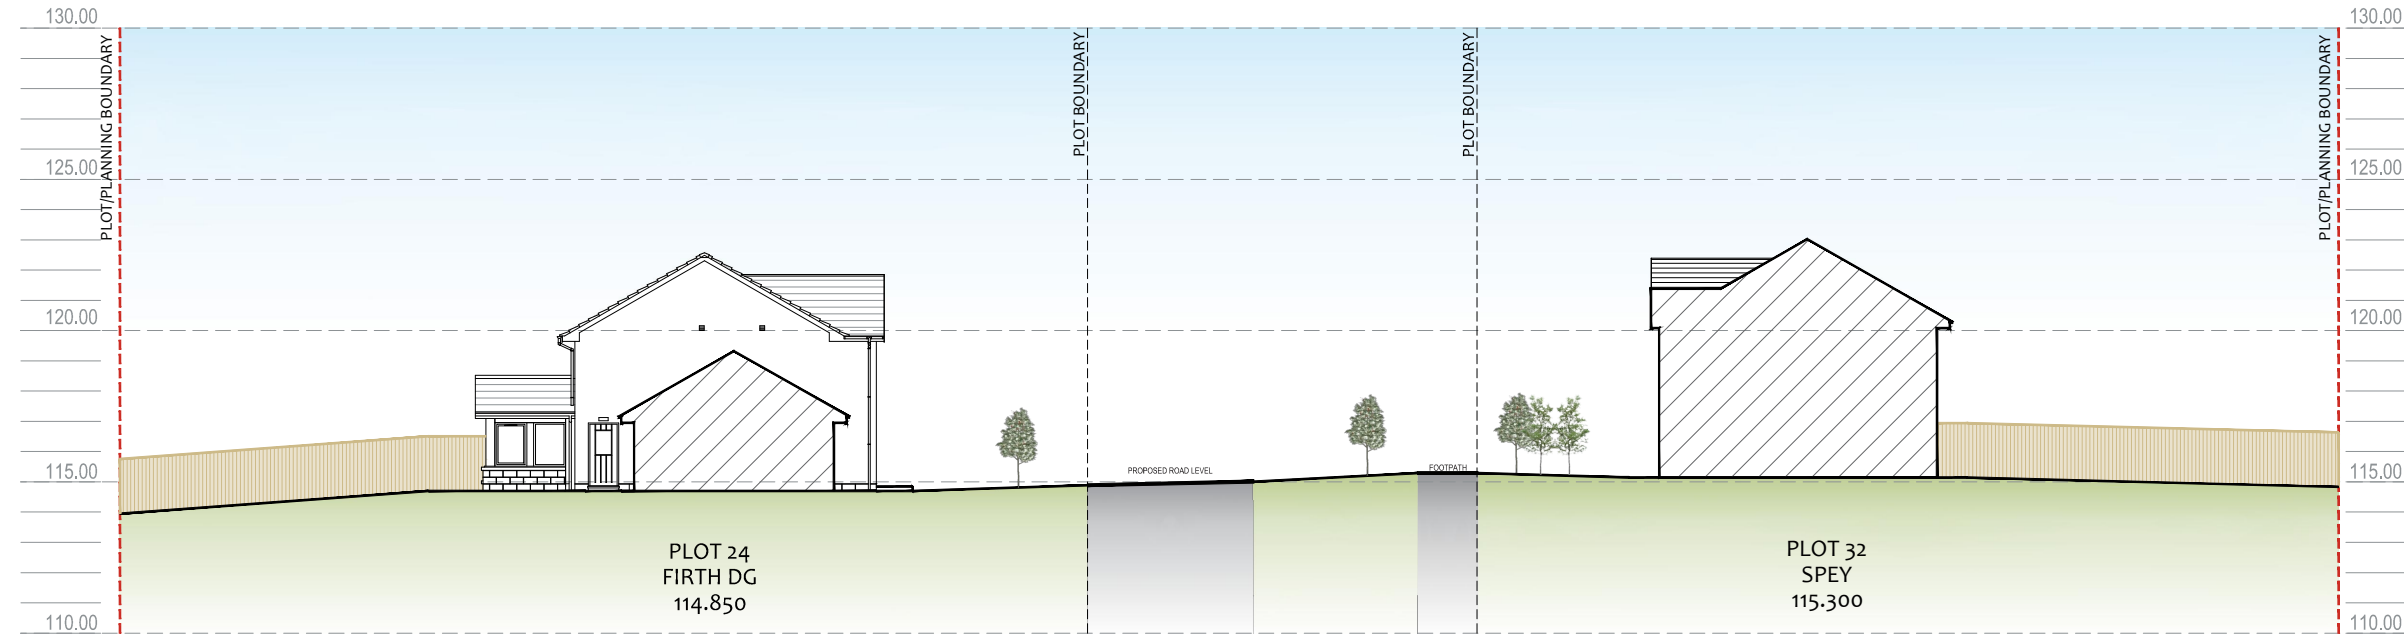 130.00
130.00
PLOT/PLANNING BOUNDARY
PLOT BOUNDARY
PLOT BOUNDARY
PLOT/PLANNING BOUNDARY
125.00
125.00
120.00
120.00
115.00
PROPOSED ROAD LEVEL
FOOTPATH
115.00
PLOT 24
FIRTH DG
114.850
PLOT 32
SPEY
115.300
110.00
110.00